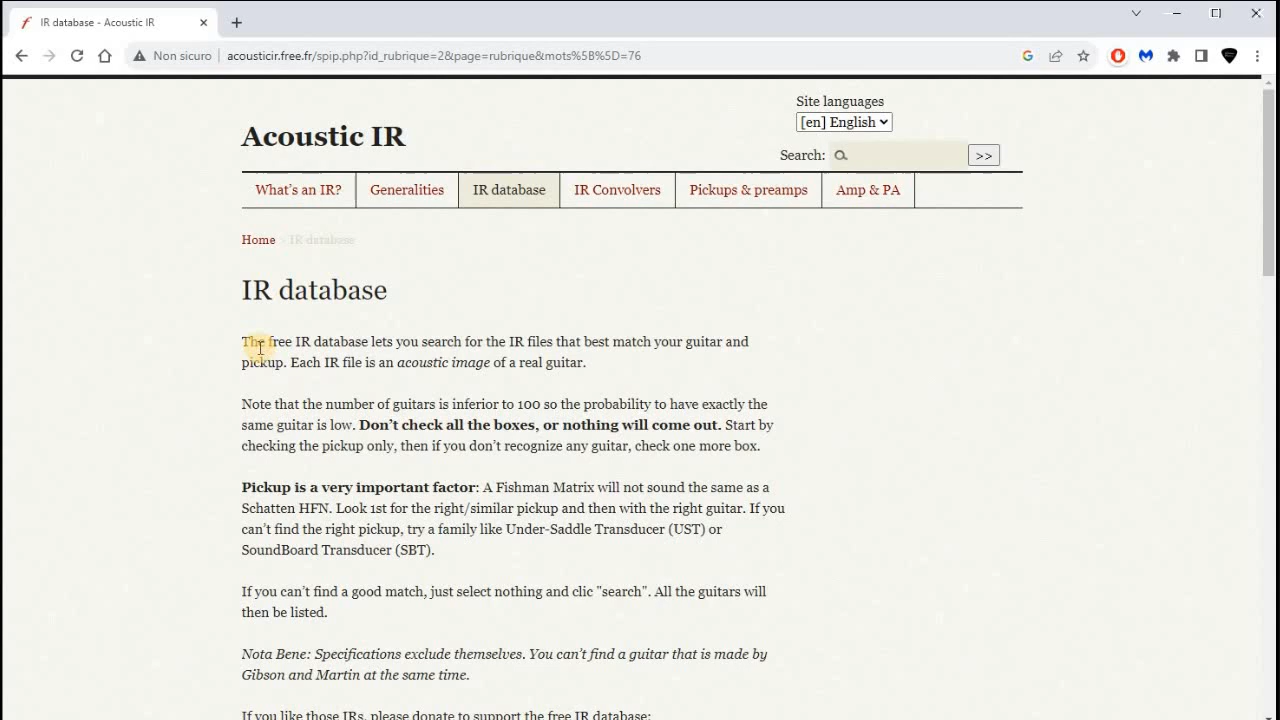 IR database - Acoustic IR
Non sicuro
acousticir.free.fr/spip.php?id_rubrique=2&page=rubrique&mots%5B%5D=76
Site languages
[en] English
Acoustic IR
Search:
>>
What's an IR?
Generalities
IR database
IR Convolvers
Pickups & preamps
Amp & PA
Home > IR database
IR database
The free IR database lets you search for the IR files that best match your guitar and
pickup. Each IR file is an acoustic image of a real guitar.
Note that the number of guitars is inferior to 100 so the probability to have exactly the
same guitar is low. Don't check all the boxes, or nothing will come out. Start by
checking the pickup only, then if you don't recognize any guitar, check one more box.
Pickup is a very important factor: A Fishman Matrix will not sound the same as a
Schatten HFN. Look 1st for the right/similar pickup and then with the right guitar. If you
can't find the right pickup, try a family like Under-Saddle Transducer (UST) or
SoundBoard Transducer (SBT).
If you can't find a good match, just select nothing and clic "search". All the guitars will
then be listed.
Nota Bene: Specifications exclude themselves. You can't find a guitar that is made by
Gibson and Martin at the same time.
If you like those IRs, please donate to support the free IR database: